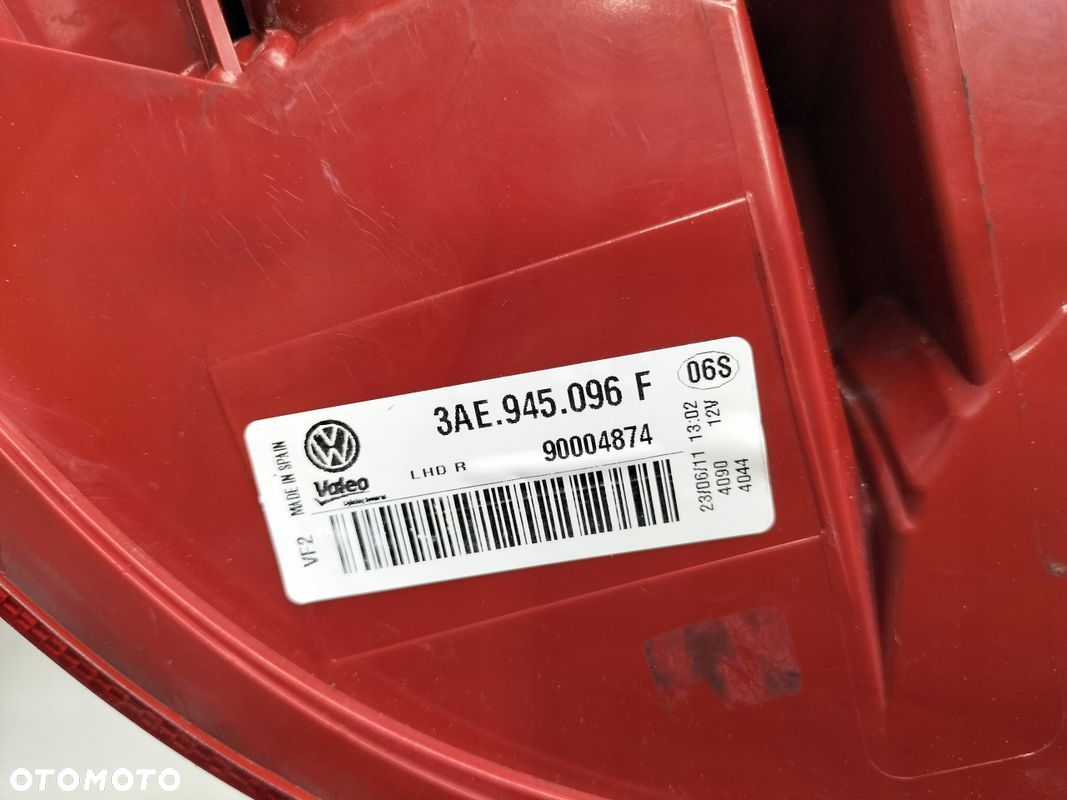 3AE.945.096 F
06S
90004874
LHD R
MADE IN SPAIN
VF2
Valeo
23/06/11 13:02
12V
4090
4044
OTOMOTO